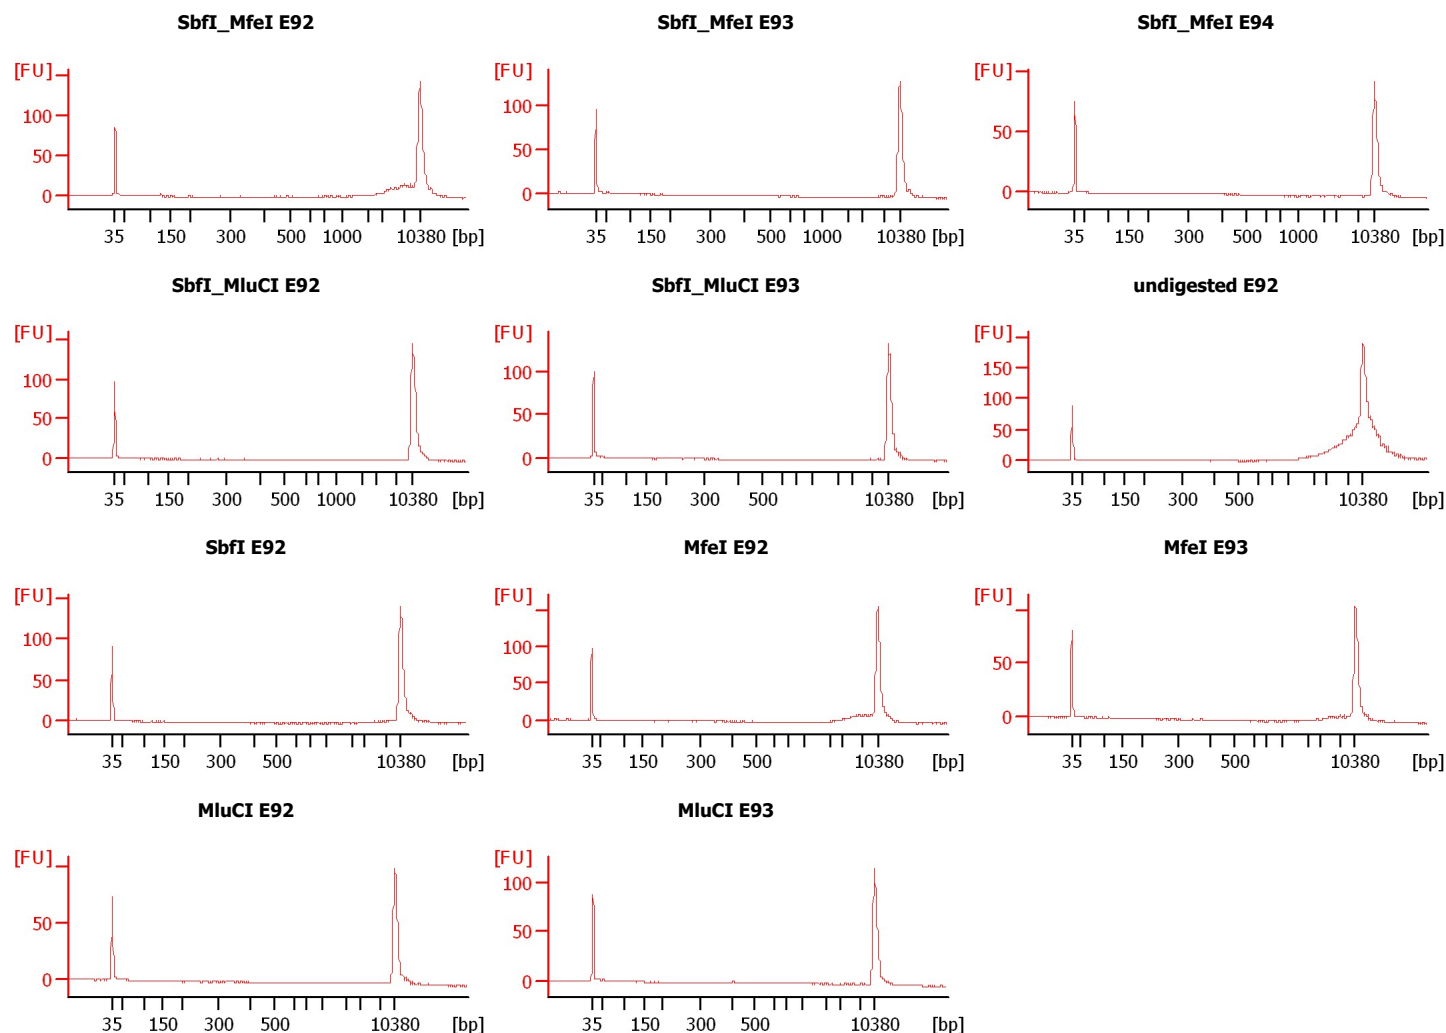 SbfI_MfeI E92
[FU]
100
50
0
35 150 300 500 1000 10380 [bp]
SbfI_MfeI E93
[FU]
100
50
0
35 150 300 500 1000 10380 [bp]
SbfI_MfeI E94
[FU]
50
0
35 150 300 500 1000 10380 [bp]
SbfI_MluCI E92
[FU]
100
50
0
35 150 300 500 1000 10380 [bp]
SbfI_MluCI E93
[FU]
100
50
0
35 150 300 500 10380 [bp]
undigested E92
[FU]
150
100
50
0
35 150 300 500 10380 [bp]
SbfI E92
[FU]
100
50
0
35 150 300 500 10380 [bp]
MfeI E92
[FU]
100
50
0
35 150 300 500 10380 [bp]
MfeI E93
[FU]
50
0
35 150 300 500 10380 [bp]
MluCI E92
[FU]
50
0
35 150 300 500 10380 [bp]
MluCI E93
[FU]
100
50
0
35 150 300 500 10380 [bp]